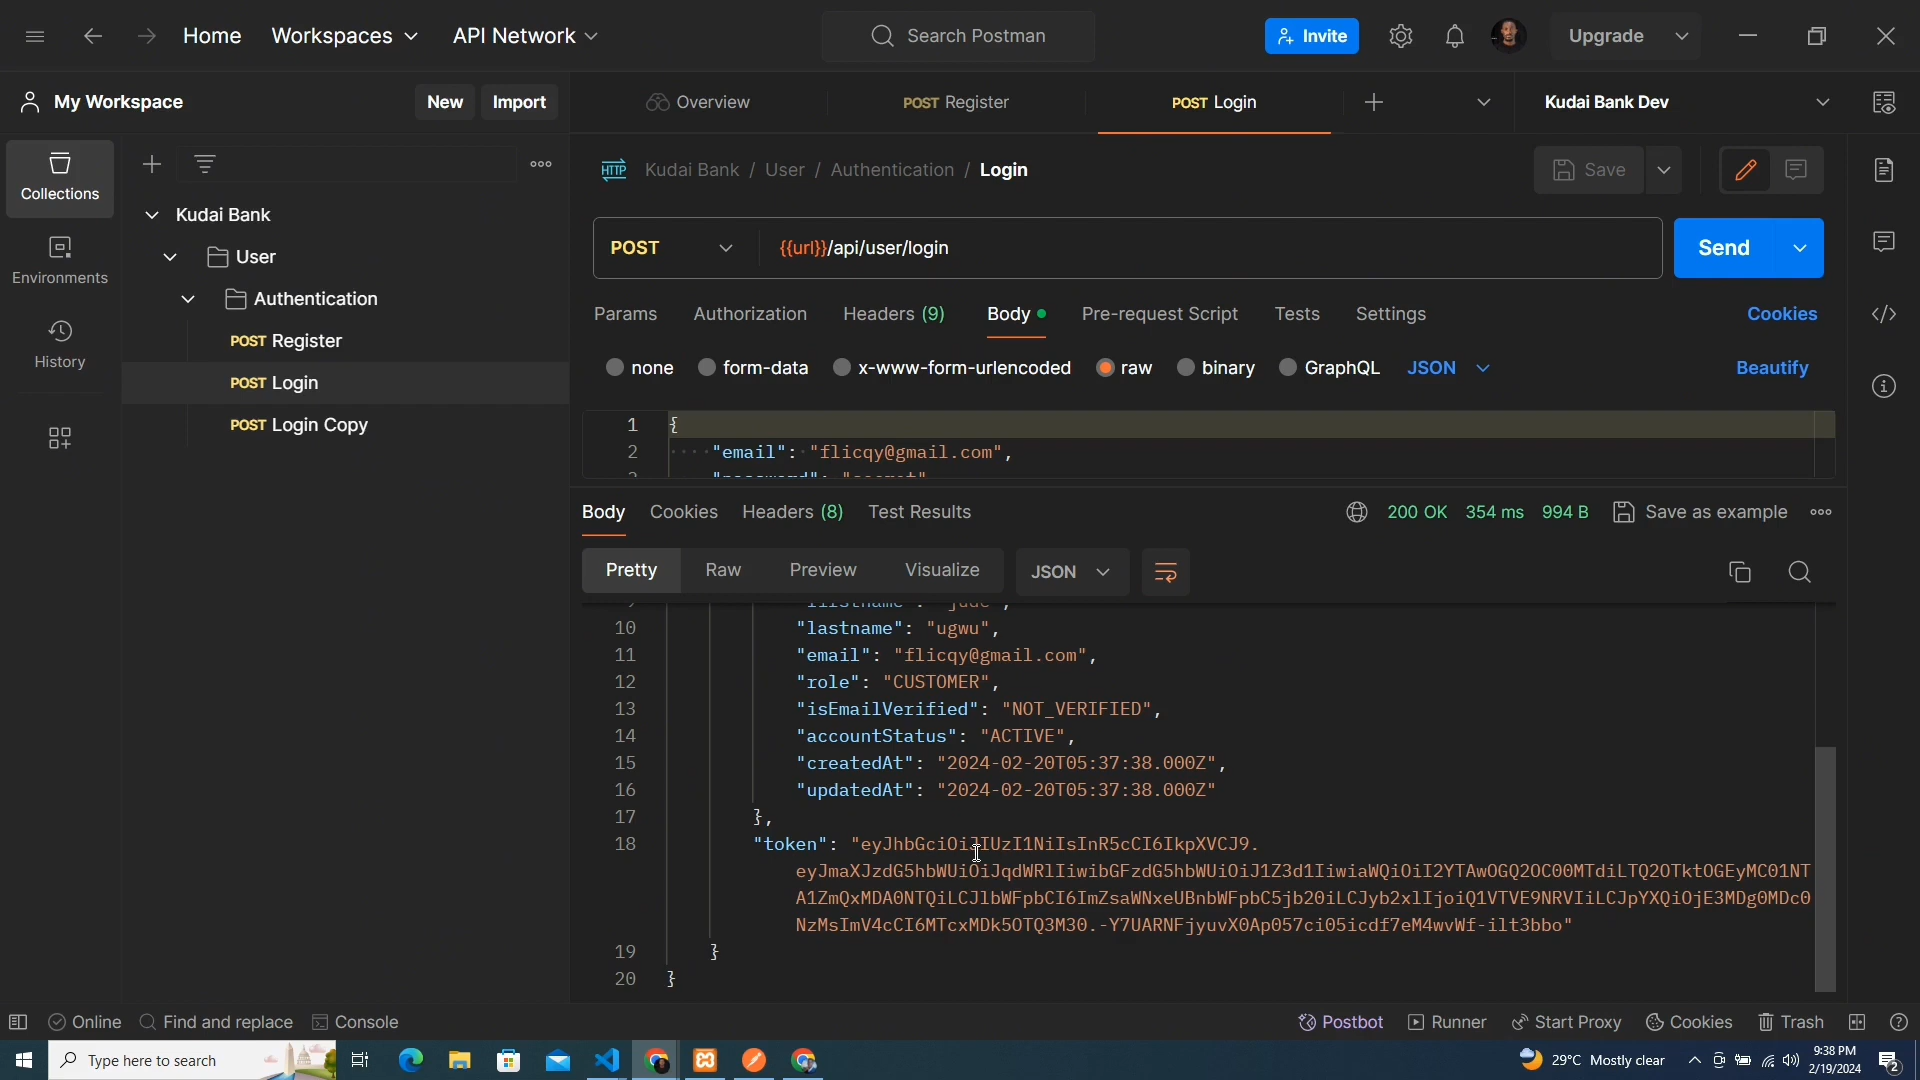 Home Workspaces API Network Search Postman Invite Upgrade
My Workspace New Import Overview POST Register POST Login Kudai Bank Dev
Collections
Environments
History
Kudai Bank
User
Authentication
POST Register
POST Login
POST Login Copy
HTTP Kudai Bank / User / Authentication / Login Save
POST {{url}}/api/user/login Send
Params Authorization Headers (9) Body Pre-request Script Tests Settings Cookies
none form-data x-www-form-urlencoded raw binary GraphQL JSON Beautify
1 {
2 ····"email":·"flicqy@gmail.com",
Body Cookies Headers (8) Test Results 200 OK 354 ms 994 B Save as example
Pretty Raw Preview Visualize JSON
10 "lastname": "ugwu",
11 "email": "flicqy@gmail.com",
12 "role": "CUSTOMER",
13 "isEmailVerified": "NOT_VERIFIED",
14 "accountStatus": "ACTIVE",
15 "createdAt": "2024-02-20T05:37:38.000Z",
16 "updatedAt": "2024-02-20T05:37:38.000Z"
17 },
18 "token": "eyJhbGciOiJIUzI1NiIsInR5cCI6IkpXVCJ9.
eyJmaXJzdG5hbWUiOiJqdWRlIiwibGFzdG5hbWUiOiJ1Z3d1IiwiaWQiOiI2YTAwOGQ2OC00MTdiLTQ2OTktOGEyMC01NT
A1ZmQxMDA0NTQiLCJlbWFpbCI6ImZsaWNxeUBnbWFpbC5jb20iLCJyb2xlIjoiQ1VTVE9NRVIiLCJpYXQiOjE3MDg0MDc0
NzMsImV4cCI6MTcxMDk5OTQ3M30.-Y7UARNFjyuvX0Ap057ci05icdf7eM4wvWf-ilt3bbo"
19 }
20 }
Online Find and replace Console Postbot Runner Start Proxy Cookies Trash
Type here to search 29°C Mostly clear 9:38 PM
2/19/2024 2